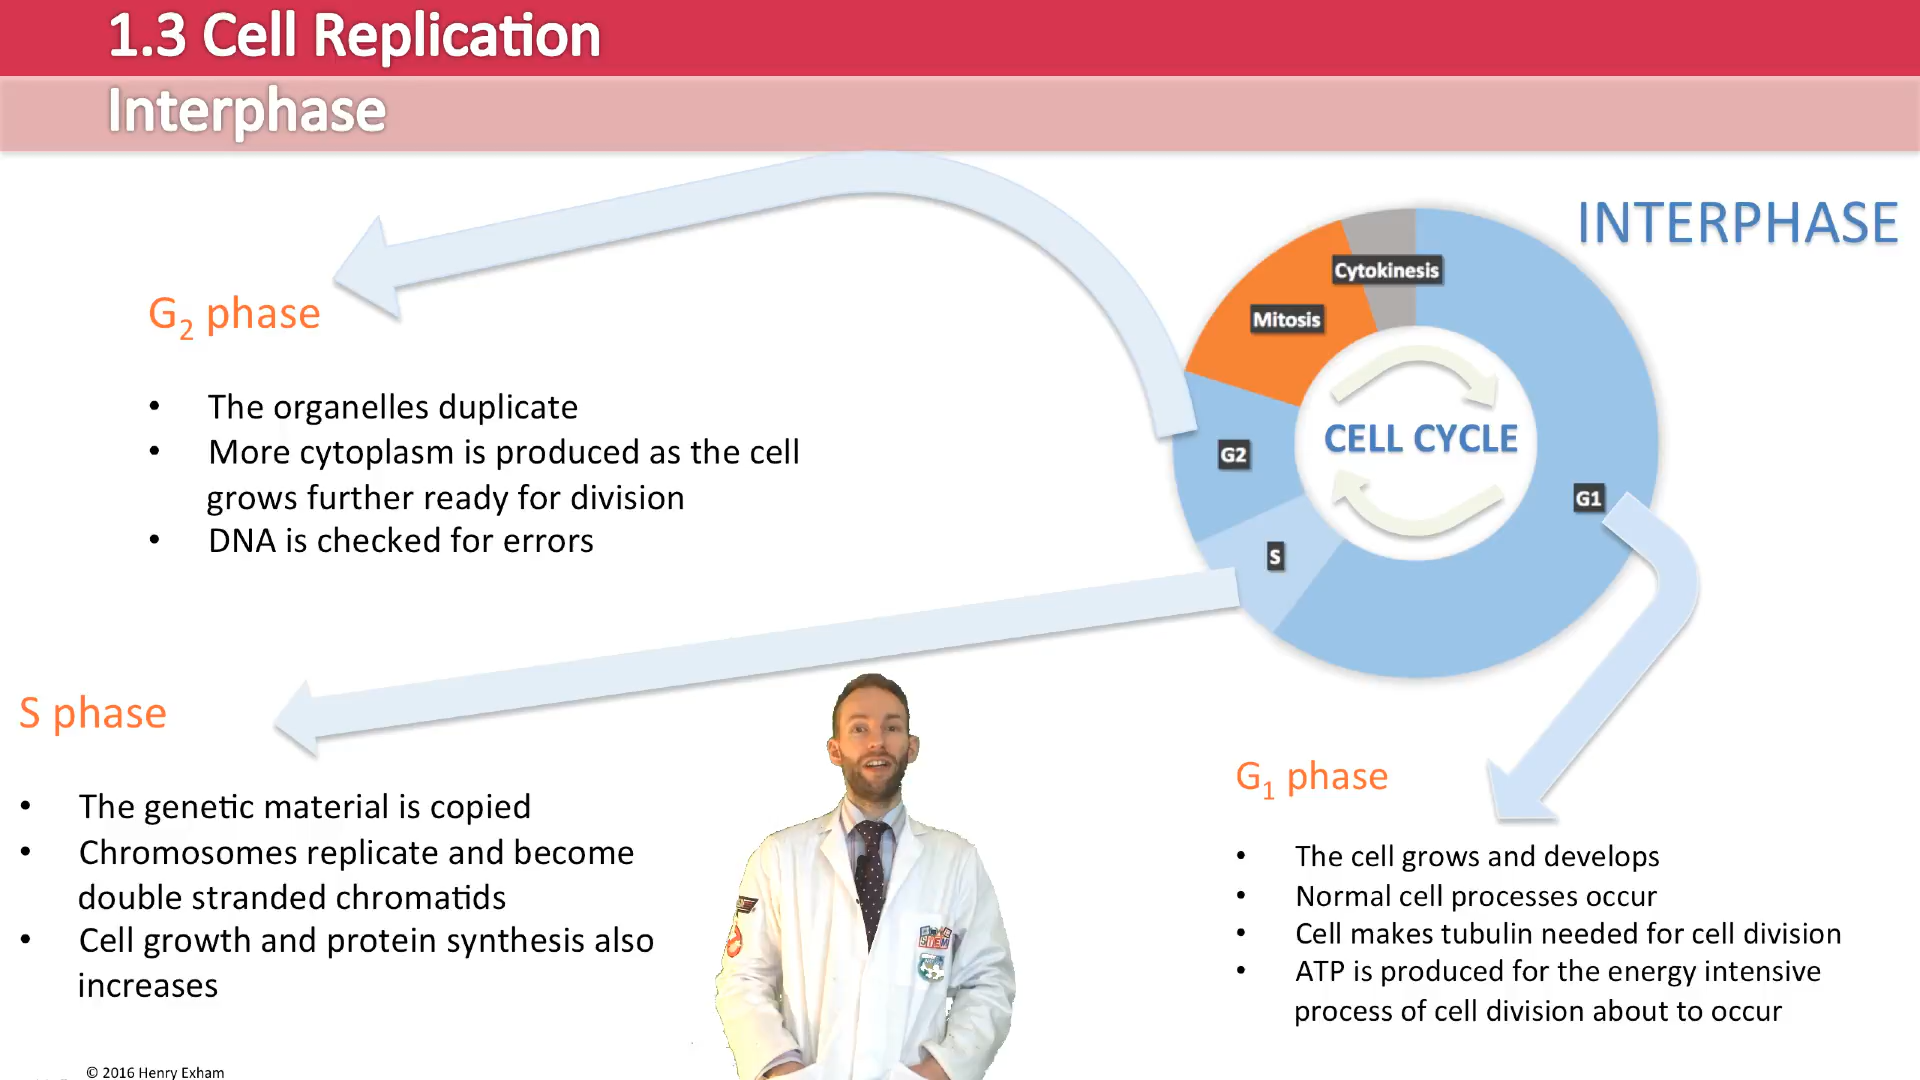 1.3 Cell Replication
Interphase
INTERPHASE
Cytokinesis
Mitosis
CELL CYCLE
G2
G1
S
G₂ phase
• The organelles duplicate
• More cytoplasm is produced as the cell
grows further ready for division
• DNA is checked for errors
S phase
• The genetic material is copied
• Chromosomes replicate and become
double stranded chromatids
• Cell growth and protein synthesis also
increases
G₁ phase
• The cell grows and develops
• Normal cell processes occur
• Cell makes tubulin needed for cell division
• ATP is produced for the energy intensive
process of cell division about to occur
STEM
© 2016 Henry Exham